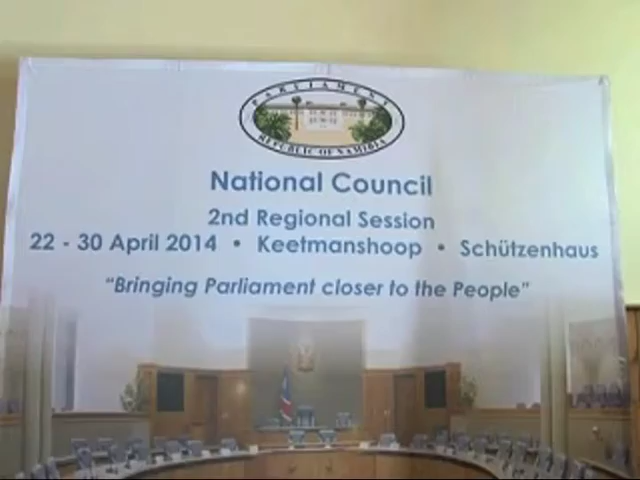 PARLIAMENT
REPUBLIC OF NAMIBIA
National Council
2nd Regional Session
22 - 30 April 2014 • Keetmanshoop • Schützenhaus
"Bringing Parliament closer to the People"